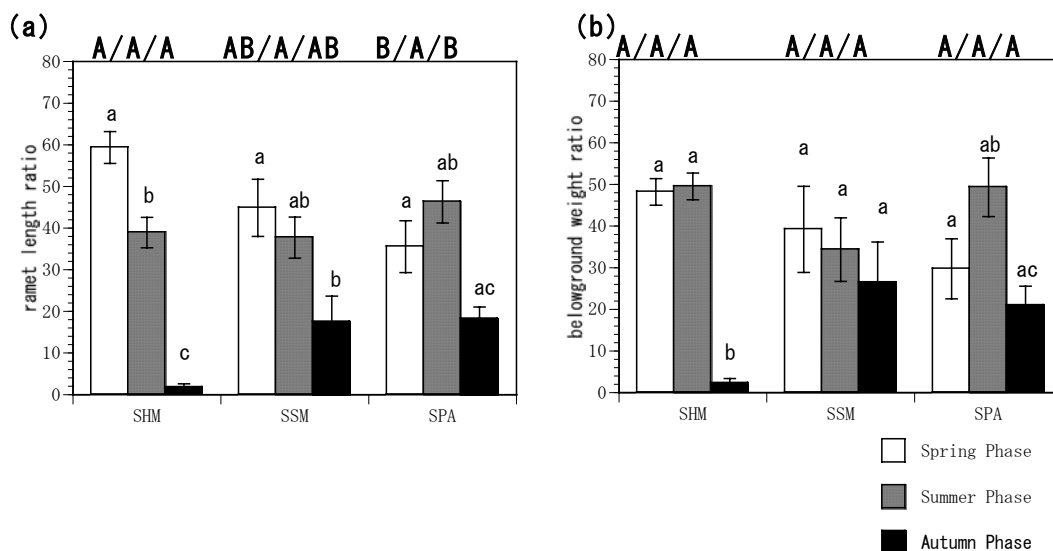 (a)
A/A/A AB/A/AB B/A/B
ramet length ratio
80
70
60
50
40
30
20
10
0
a
b
c
a
ab
b
a
ab
ac
SHM SSM SPA
(b)
A/A/A A/A/A A/A/A
belowground weight ratio
80
70
60
50
40
30
20
10
0
a
a
b
a
a
a
a
ab
ac
SHM SSM SPA
Spring Phase
Summer Phase
Autumn Phase